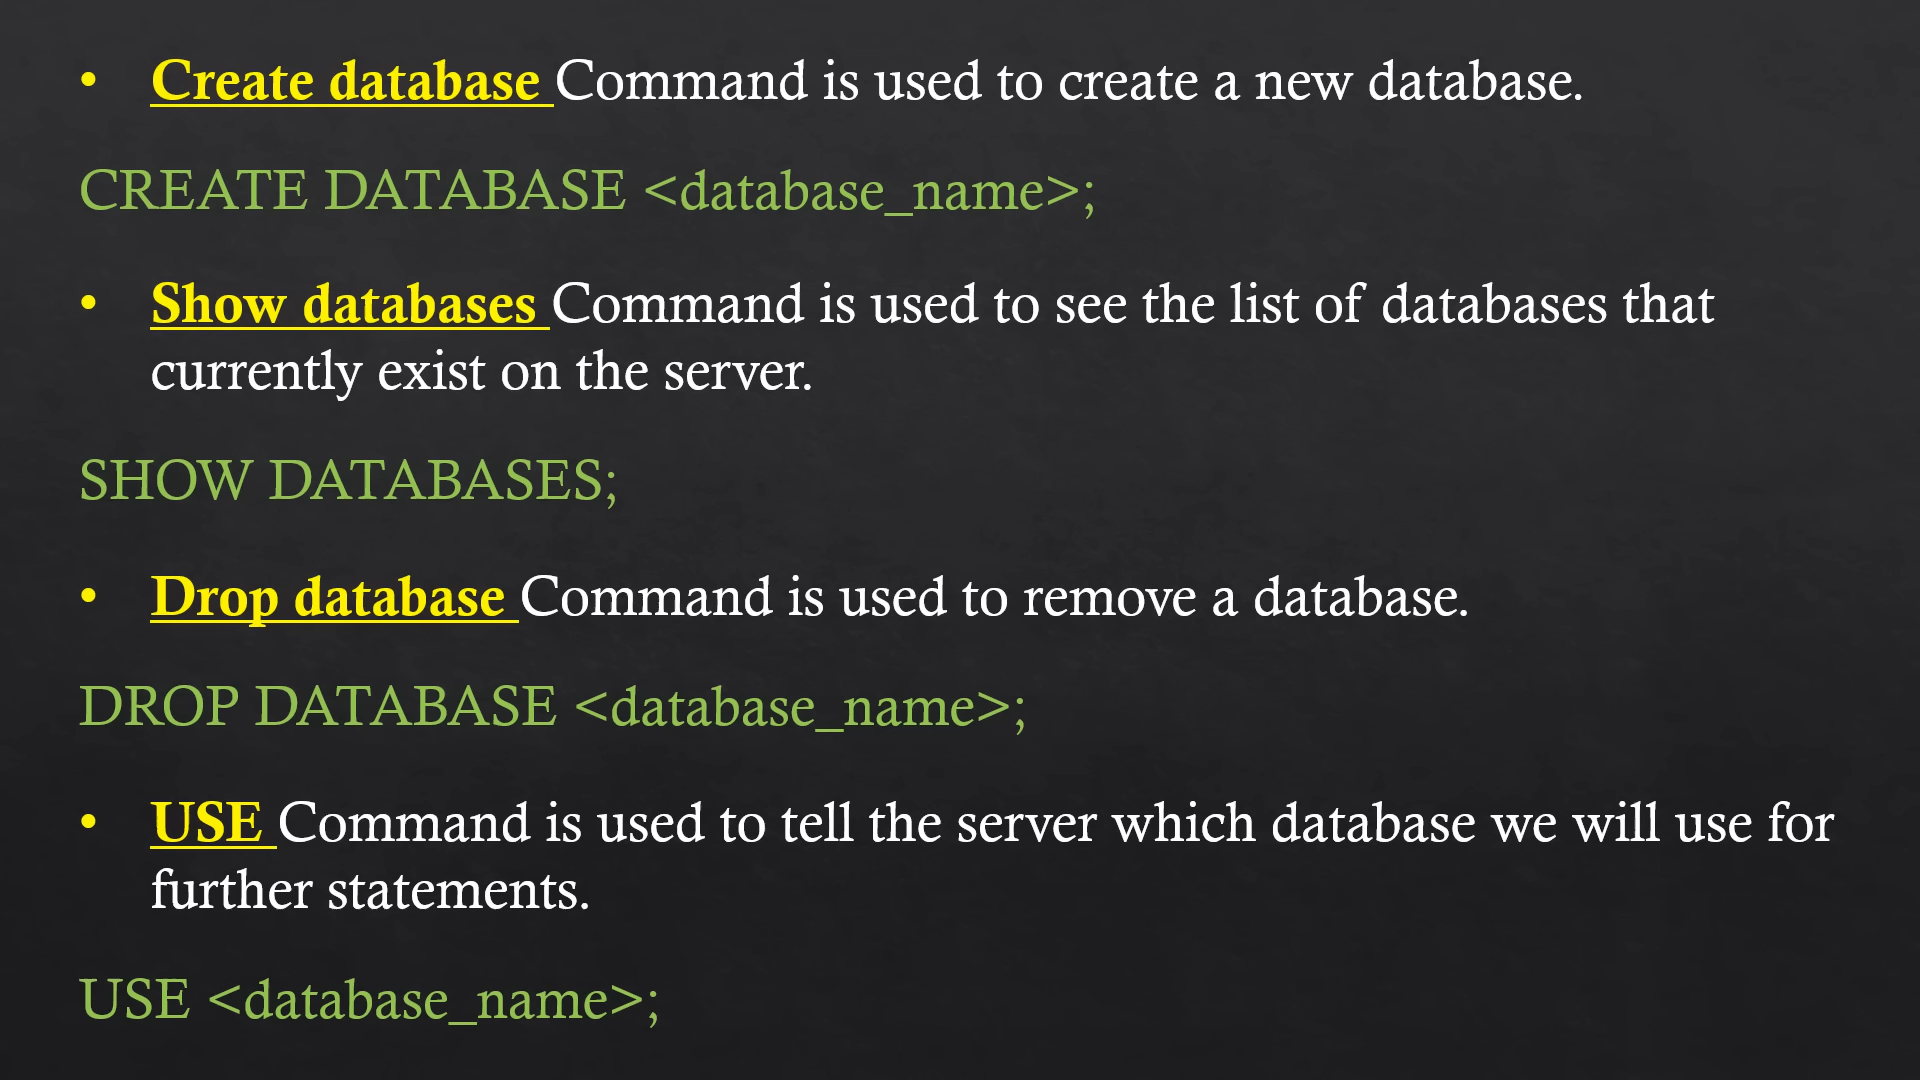 • Create database Command is used to create a new database.
CREATE DATABASE <database_name>;
• Show databases Command is used to see the list of databases that
currently exist on the server.
SHOW DATABASES;
• Drop database Command is used to remove a database.
DROP DATABASE <database_name>;
• USE Command is used to tell the server which database we will use for
further statements.
USE <database_name>;